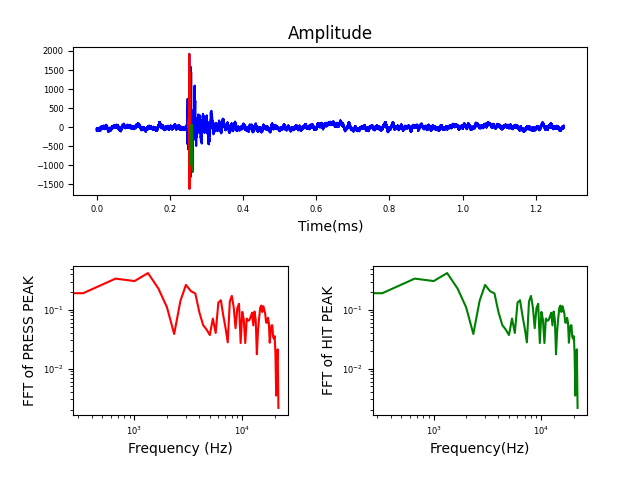 Amplitude
2000
1500
1000
500
0
−500
−1000
−1500
0.0 0.2 0.4 0.6 0.8 1.0 1.2
Time(ms)
FFT of PRESS PEAK
10⁻¹
10⁻²
10³ 10⁴
Frequency (Hz)
FFT of HIT PEAK
10⁻¹
10⁻²
10³ 10⁴
Frequency(Hz)